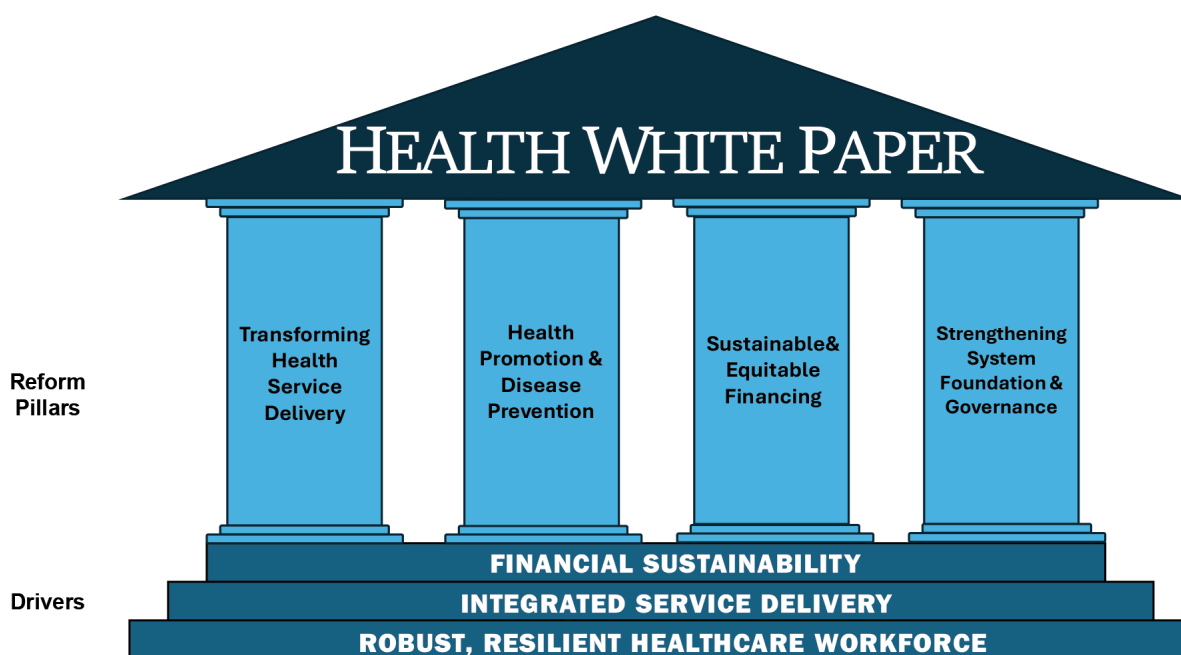 HEALTH WHITE PAPER
Reform
Pillars
Transforming
Health
Service
Delivery
Health
Promotion &
Disease
Prevention
Sustainable&
Equitable
Financing
Strengthening
System
Foundation &
Governance
Drivers
FINANCIAL SUSTAINABILITY
INTEGRATED SERVICE DELIVERY
ROBUST, RESILIENT HEALTHCARE WORKFORCE